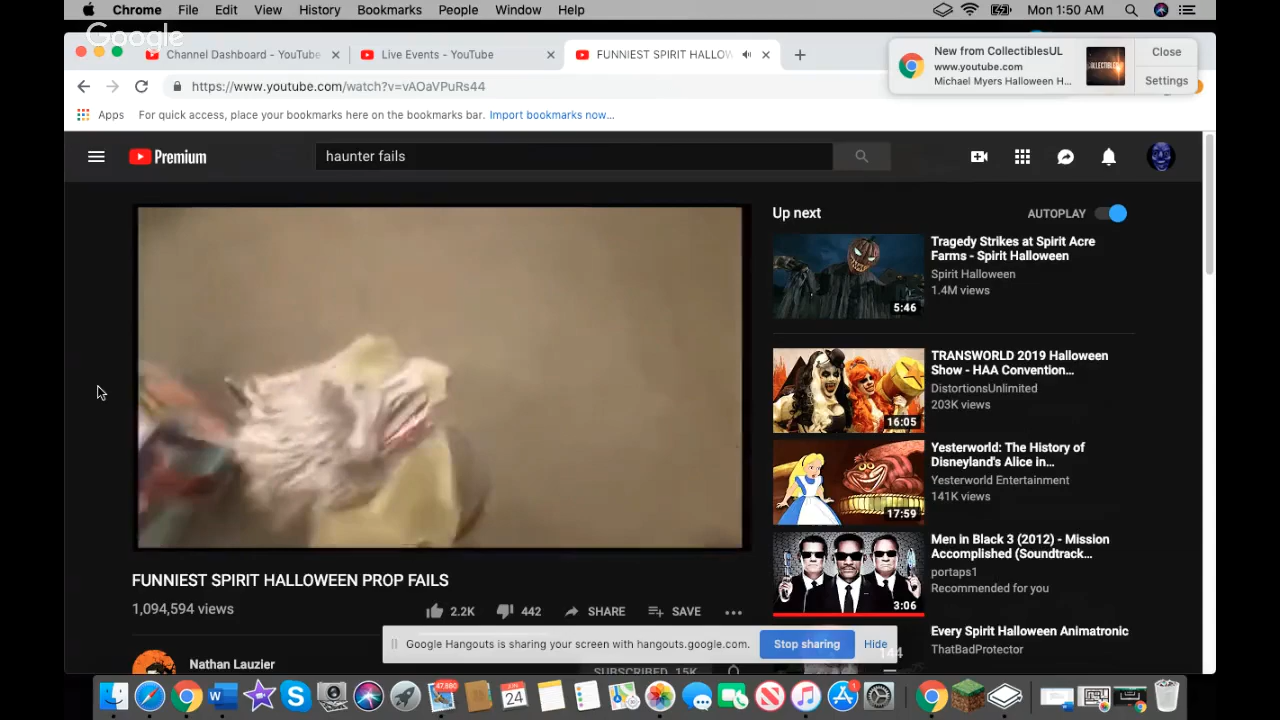 Chrome File Edit View History Bookmarks People Window Help
Mon 1:50 AM
Google
Channel Dashboard - YouTube
Live Events - YouTube
FUNNIEST SPIRIT HALLOW
New from CollectiblesUL
www.youtube.com
Michael Myers Halloween H...
Close
Settings
https://www.youtube.com/watch?v=vAOaVPuRs44
Apps For quick access, place your bookmarks here on the bookmarks bar. Import bookmarks now...
Premium
haunter fails
Up next
AUTOPLAY
Tragedy Strikes at Spirit Acre
Farms - Spirit Halloween
Spirit Halloween
1.4M views
5:46
TRANSWORLD 2019 Halloween
Show - HAA Convention...
DistortionsUnlimited
203K views
16:05
Yesterworld: The History of
Disneyland's Alice in...
Yesterworld Entertainment
141K views
17:59
Men in Black 3 (2012) - Mission
Accomplished (Soundtrack...
portaps1
Recommended for you
3:06
Every Spirit Halloween Animatronic
ThatBadProtector
FUNNIEST SPIRIT HALLOWEEN PROP FAILS
1,094,594 views
2.2K 442 SHARE SAVE
Google Hangouts is sharing your screen with hangouts.google.com. Stop sharing Hide
Nathan Lauzier
SUBSCRIBED 15K
47,880
JUN
24